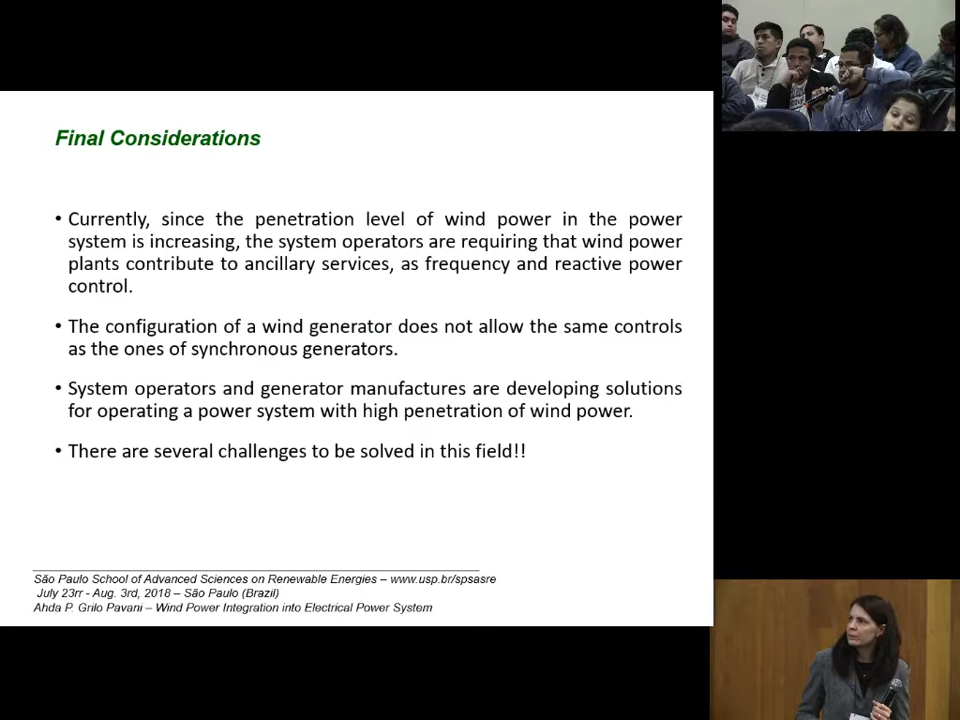 Final Considerations
• Currently, since the penetration level of wind power in the power
system is increasing, the system operators are requiring that wind power
plants contribute to ancillary services, as frequency and reactive power
control.
• The configuration of a wind generator does not allow the same controls
as the ones of synchronous generators.
• System operators and generator manufactures are developing solutions
for operating a power system with high penetration of wind power.
• There are several challenges to be solved in this field!!
São Paulo School of Advanced Sciences on Renewable Energies – www.usp.br/spsasre
July 23rr - Aug. 3rd, 2018 – São Paulo (Brazil)
Ahda P. Grilo Pavani – Wind Power Integration into Electrical Power System